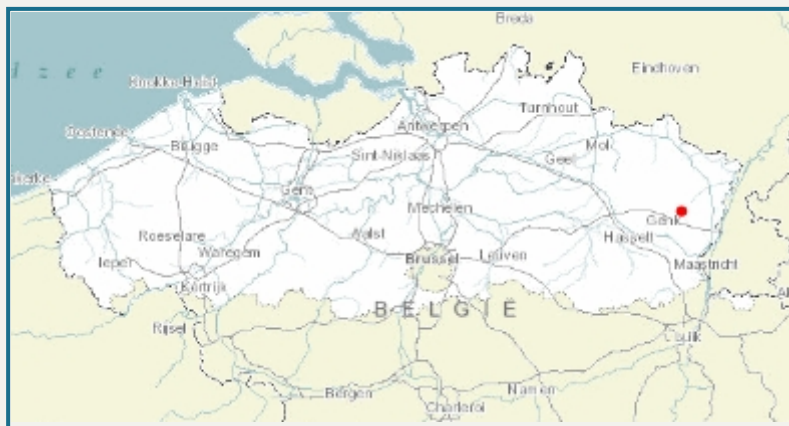 Breda
dzee
Eindhoven
Knokke-Heist
Turnhout
Antwerpen
Oostende
Brugge
Mol
Sint-Niklaas
Geel
Gent
Mechelen
Genk
Roeselare
Aalst
Hasselt
Waregem
Leuven
Brussel
Ieper
Maastricht
Kortrijk
BELGIË
Rijsel
Luik
Bergen
Namen
Charleroi